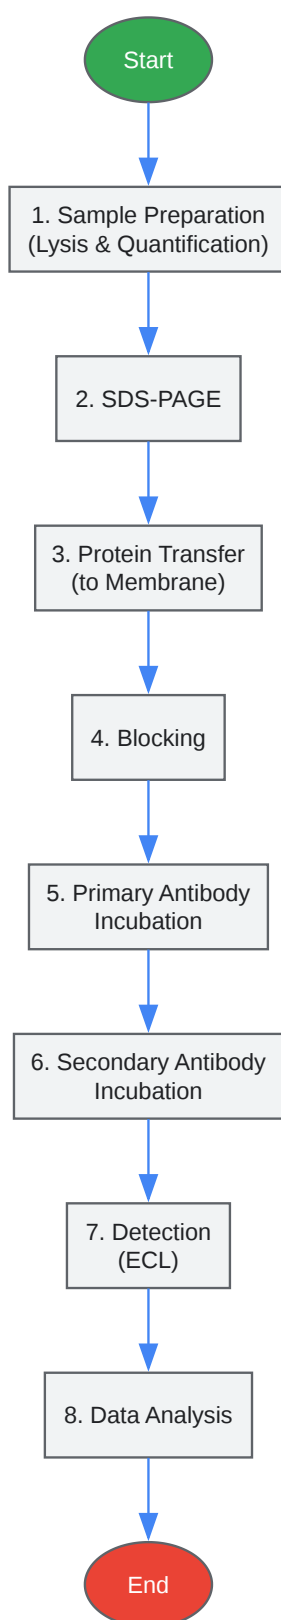 Start
1. Sample Preparation
(Lysis & Quantification)
2. SDS-PAGE
3. Protein Transfer
(to Membrane)
4. Blocking
5. Primary Antibody
Incubation
6. Secondary Antibody
Incubation
7. Detection
(ECL)
8. Data Analysis
End